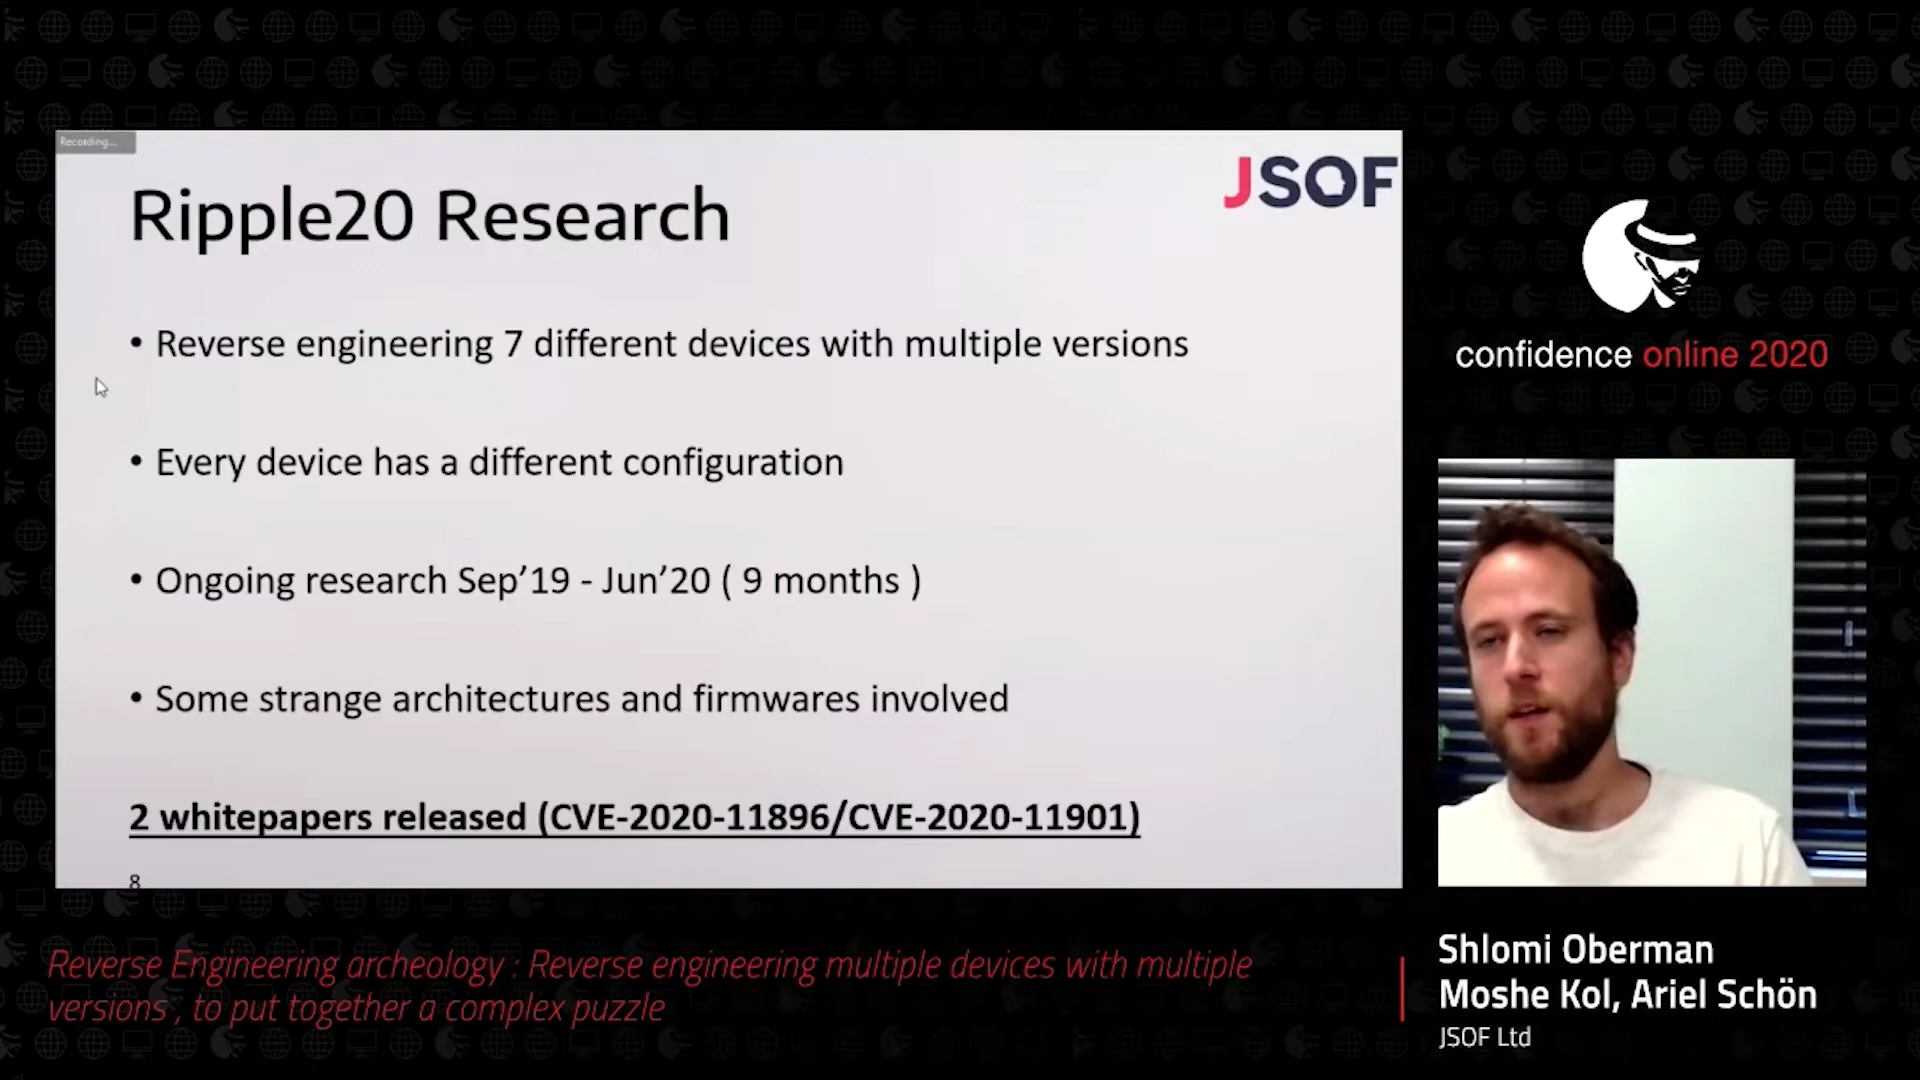 Recording...
JSOF
Ripple20 Research
• Reverse engineering 7 different devices with multiple versions
• Every device has a different configuration
• Ongoing research Sep’19 - Jun’20 ( 9 months )
• Some strange architectures and firmwares involved
2 whitepapers released (CVE-2020-11896/CVE-2020-11901)
8
confidence online 2020
Reverse Engineering archeology : Reverse engineering multiple devices with multiple
versions , to put together a complex puzzle
Shlomi Oberman
Moshe Kol, Ariel Schön
JSOF Ltd